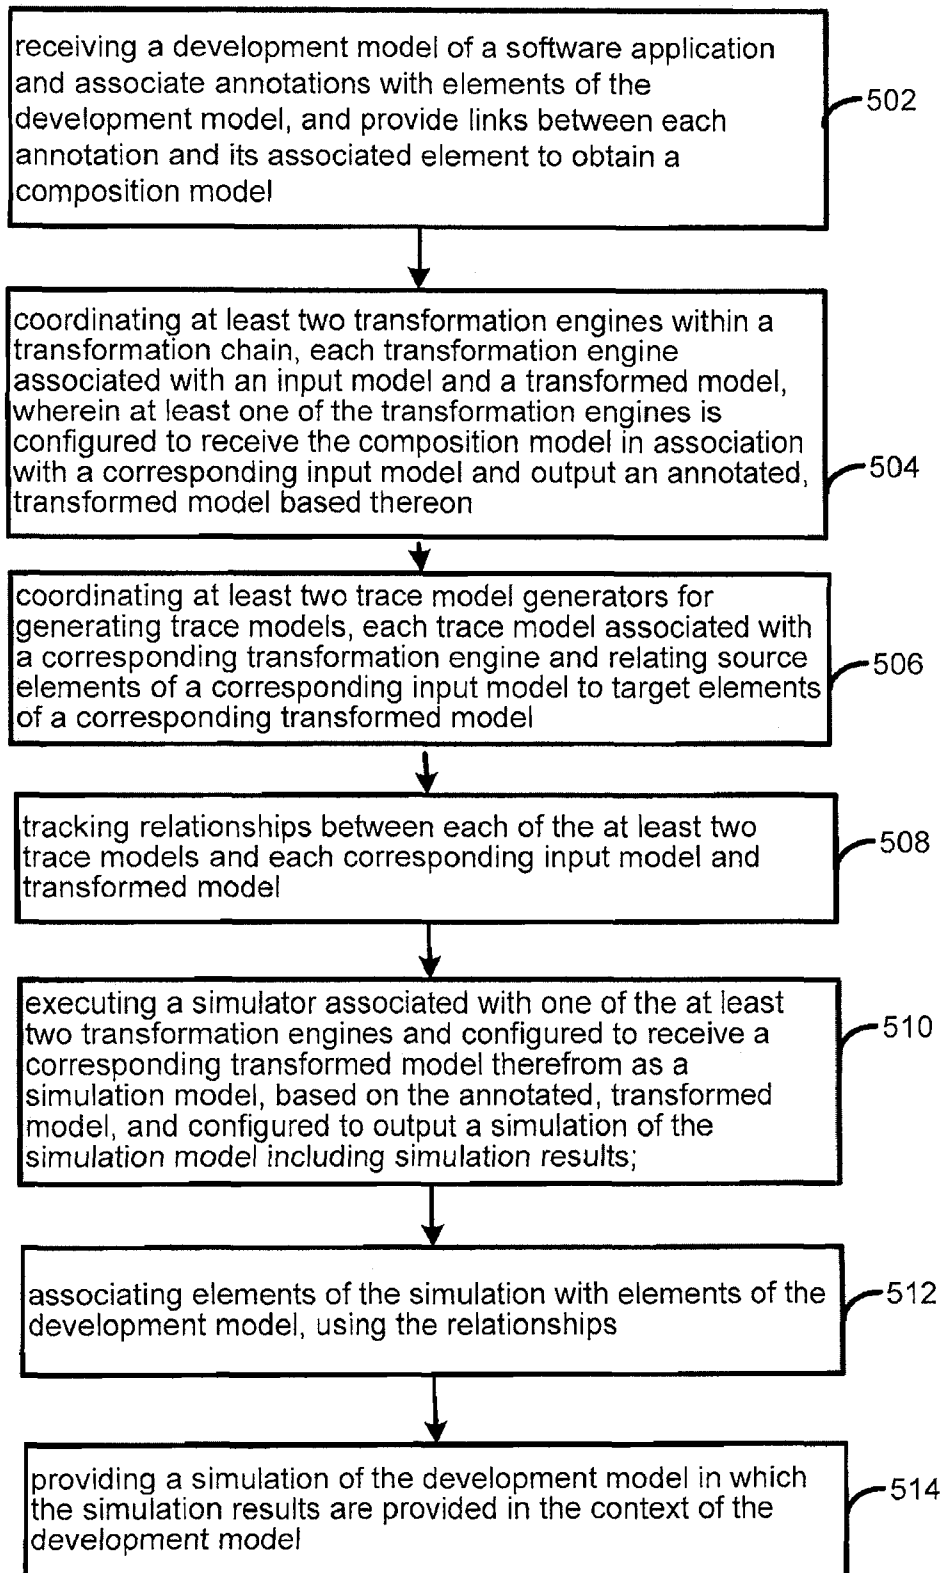 receiving a development model of a software application
and associate annotations with elements of the
development model, and provide links between each
annotation and its associated element to obtain a
composition model
502
coordinating at least two transformation engines within a
transformation chain, each transformation engine
associated with an input model and a transformed model,
wherein at least one of the transformation engines is
configured to receive the composition model in association
with a corresponding input model and output an annotated,
transformed model based thereon
504
coordinating at least two trace model generators for
generating trace models, each trace model associated with
a corresponding transformation engine and relating source
elements of a corresponding input model to target elements
of a corresponding transformed model
506
tracking relationships between each of the at least two
trace models and each corresponding input model and
transformed model
508
executing a simulator associated with one of the at least
two transformation engines and configured to receive a
corresponding transformed model therefrom as a
simulation model, based on the annotated, transformed
model, and configured to output a simulation of the
simulation model including simulation results;
510
associating elements of the simulation with elements of the
development model, using the relationships
512
providing a simulation of the development model in which
the simulation results are provided in the context of the
development model
514